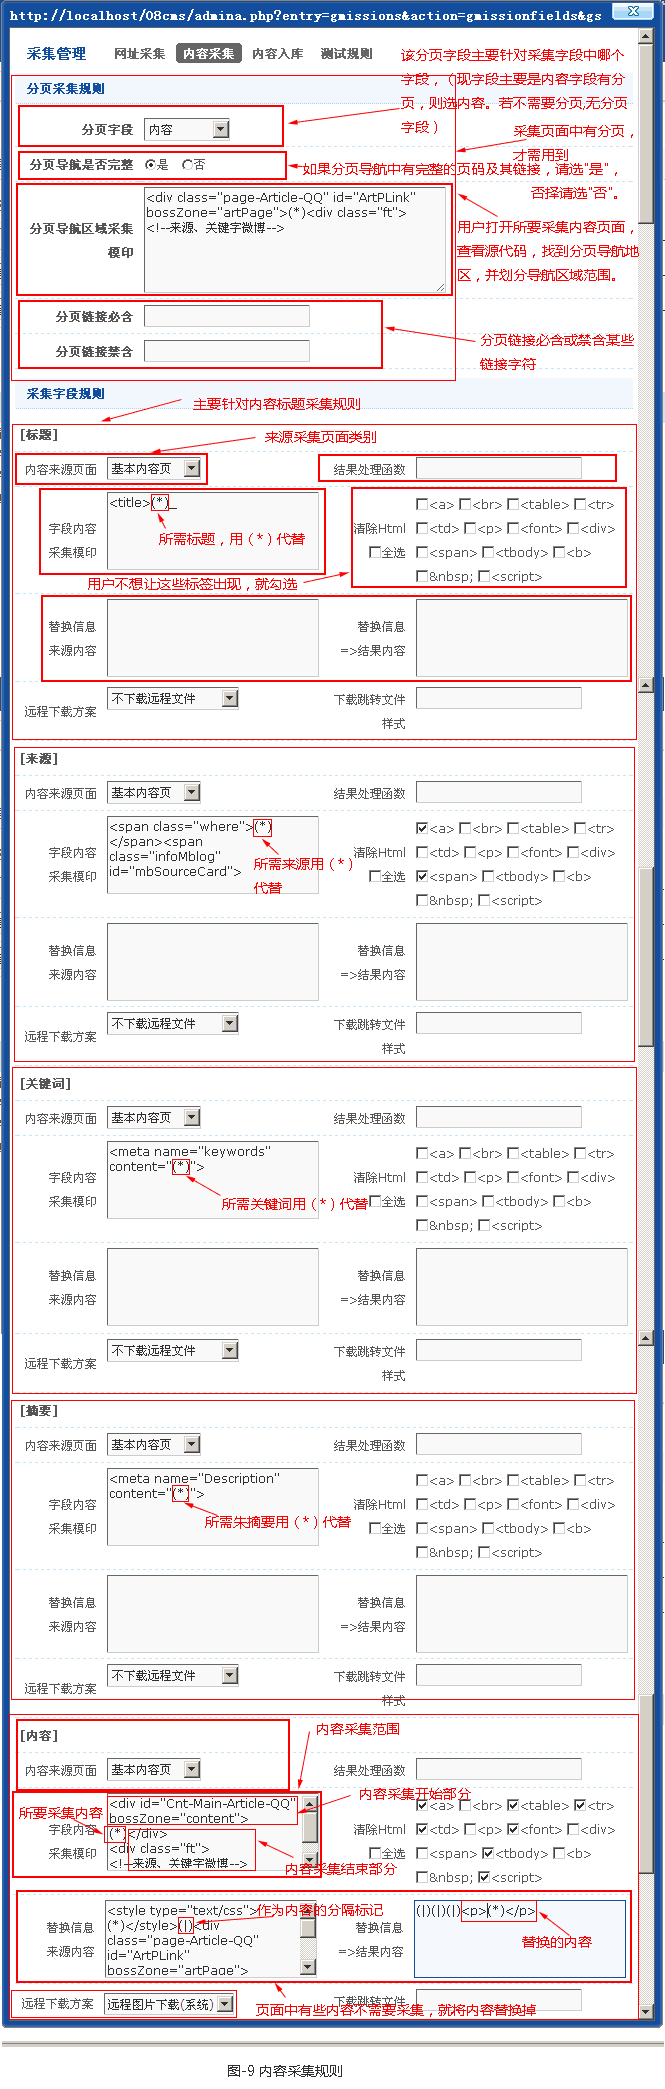 http://localhost/08cms/admina.php?entry=gmissions&action=gmissionfields&gs
采集管理 网址采集 内容采集 内容入库 测试规则
该分页字段主要针对采集字段中哪个
字段，（现字段主要是内容字段有分
页，则选内容。若不需要分页,无分页
字段）
分页采集规则
分页字段 内容
采集页面中有分页，
才需用到
分页导航是否完整 是 否
如果分页导航中有完整的页码及其链接，请选"是"，
否择请选"否"。
分页导航区域采集
模印
<div class="page-Article-QQ" id="ArtPLink"
bossZone="artPage">(*)<div class="ft">
<!--来源、关键字微博-->
用户打开所要采集内容页面，
查看源代码，找到分页导航地
区，并划分导航区域范围。
分页链接必含
分页链接禁含
分页链接必含或禁含某些
链接字符
采集字段规则
主要针对内容标题采集规则
[标题]
来源采集页面类别
内容来源页面 基本内容页 结果处理函数
字段内容
采集模印
<title>(*)_
所需标题，用（*）代替
清除Html
全选
<a> <br> <table> <tr>
<td> <p> <font> <div>
<span> <tbody> <b>
&nbsp; <script>
用户不想让这些标签出现，就勾选
替换信息
来源内容
替换信息
=>结果内容
远程下载方案 不下载远程文件 下载跳转文件
样式
[来源]
内容来源页面 基本内容页 结果处理函数
字段内容
采集模印
<span class="where">(*)
</span><span
class="infoMblog"
id="mbSourceCard">
所需来源用（*）
代替
清除Html
全选
<a> <br> <table> <tr>
<td> <p> <font> <div>
<span> <tbody> <b>
&nbsp; <script>
替换信息
来源内容
替换信息
=>结果内容
远程下载方案 不下载远程文件 下载跳转文件
样式
[关键词]
内容来源页面 基本内容页 结果处理函数
字段内容
采集模印
<meta name="keywords"
content="(*)">
所需关键词用（*）代替
清除Html
全选
<a> <br> <table> <tr>
<td> <p> <font> <div>
<span> <tbody> <b>
&nbsp; <script>
替换信息
来源内容
替换信息
=>结果内容
远程下载方案 不下载远程文件 下载跳转文件
样式
[摘要]
内容来源页面 基本内容页 结果处理函数
字段内容
采集模印
<meta name="Description"
content="(*)">
所需朱摘要用（*）代替
清除Html
全选
<a> <br> <table> <tr>
<td> <p> <font> <div>
<span> <tbody> <b>
&nbsp; <script>
替换信息
来源内容
替换信息
=>结果内容
远程下载方案 不下载远程文件 下载跳转文件
样式
[内容]
内容采集范围
内容来源页面 基本内容页 结果处理函数
内容采集开始部分
所要采集内容
字段内容
采集模印
<div id="Cnt-Main-Article-QQ"
bossZone="content">
(*)</div>
<div class="ft">
<!--来源、关键字微博-->
内容采集结束部分
清除Html
全选
<a> <br> <table> <tr>
<td> <p> <font> <div>
<span> <tbody> <b>
&nbsp; <script>
替换信息
来源内容
<style type="text/css">
(*)</style>(|)<div
class="page-Article-QQ"
id="ArtPLink"
bossZone="artPage">
作为内容的分隔标记
替换信息
=>结果内容
(|)(|)(|)<p>(*)</p>
替换的内容
远程下载方案 远程图片下载(系统) 下载跳转文件
页面中有些内容不需要采集，就将内容替换掉
图-9 内容采集规则